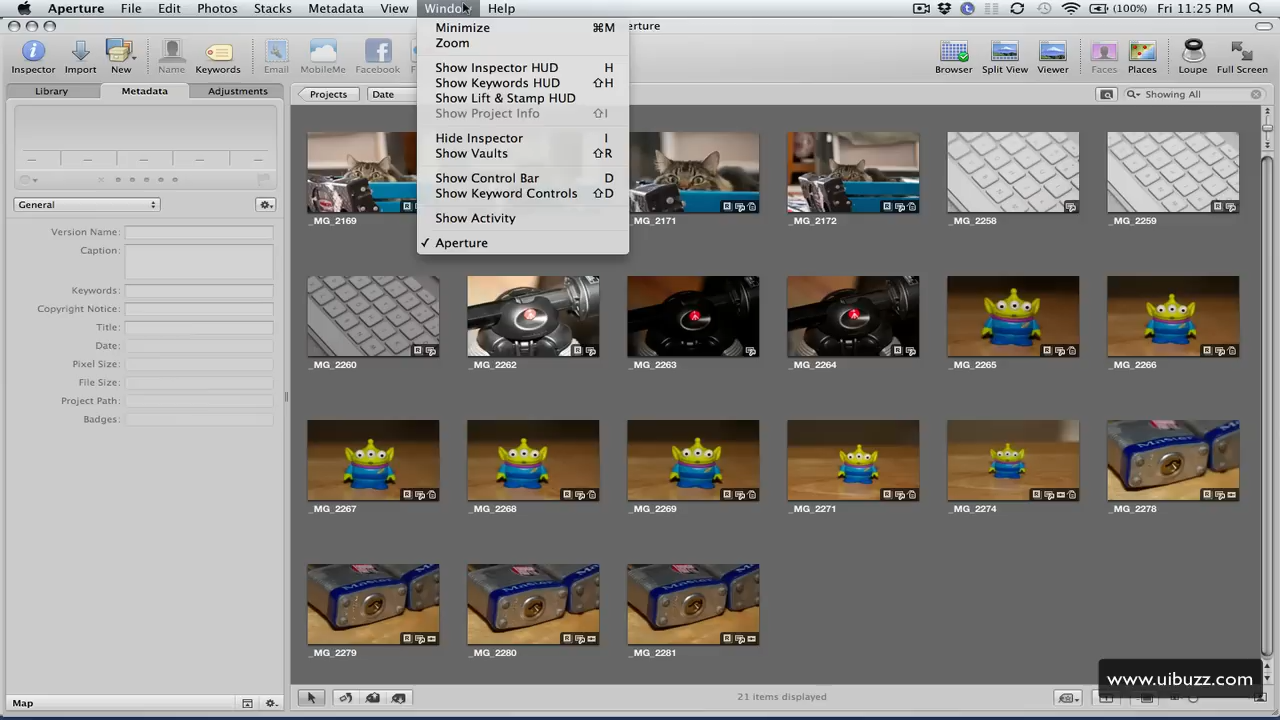 Aperture File Edit Photos Stacks Metadata View Window Help (100%) Fri 11:25 PM
Aperture
Inspector Import New Name Keywords Email MobileMe Facebook Browser Split View Viewer Faces Places Loupe Full Screen
Library Metadata Adjustments
Projects Date Showing All
Minimize ⌘M
Zoom
Show Inspector HUD H
Show Keywords HUD ⇧H
Show Lift & Stamp HUD
Show Project Info ⇧I
Hide Inspector I
Show Vaults ⇧R
Show Control Bar D
Show Keyword Controls ⇧D
Show Activity
✓ Aperture
General
Version Name:
Caption:
Keywords:
Copyright Notice:
Title:
Date:
Pixel Size:
File Size:
Project Path:
Badges:
Map
_MG_2169 _MG_2171 _MG_2172 _MG_2258 _MG_2259
_MG_2260 _MG_2262 _MG_2263 _MG_2264 _MG_2265 _MG_2266
_MG_2267 _MG_2268 _MG_2269 _MG_2271 _MG_2274 _MG_2278
_MG_2279 _MG_2280 _MG_2281
21 items displayed
www.uibuzz.com